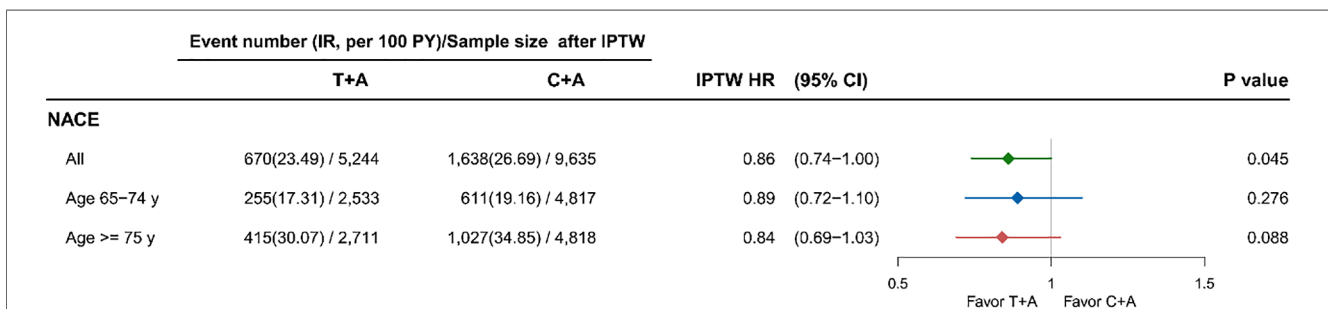 Event number (IR, per 100 PY)/Sample size after IPTW
T+A C+A IPTW HR (95% CI) P value
NACE
All 670(23.49) / 5,244 1,638(26.69) / 9,635 0.86 (0.74−1.00) 0.045
Age 65−74 y 255(17.31) / 2,533 611(19.16) / 4,817 0.89 (0.72−1.10) 0.276
Age >= 75 y 415(30.07) / 2,711 1,027(34.85) / 4,818 0.84 (0.69−1.03) 0.088
0.5 1 1.5
Favor T+A Favor C+A